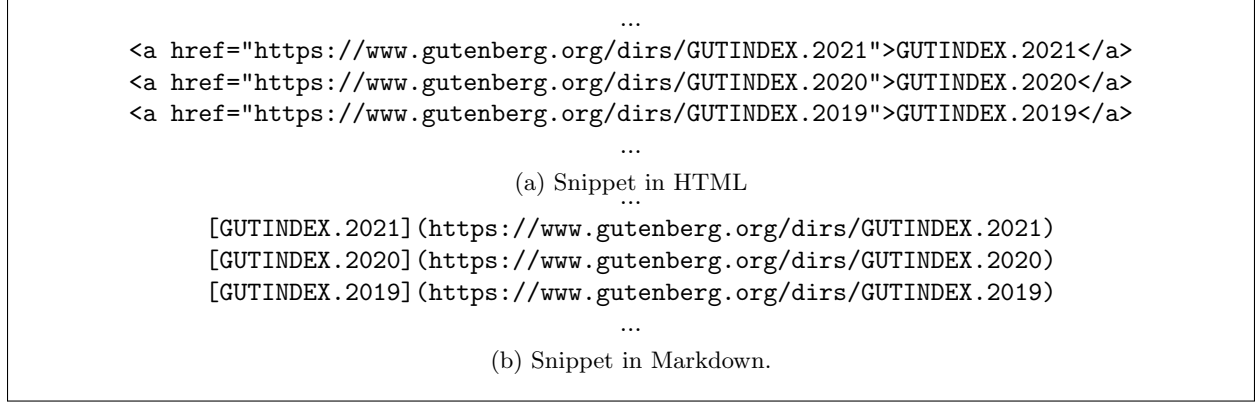 ...
<a href="https://www.gutenberg.org/dirs/GUTINDEX.2021">GUTINDEX.2021</a>
<a href="https://www.gutenberg.org/dirs/GUTINDEX.2020">GUTINDEX.2020</a>
<a href="https://www.gutenberg.org/dirs/GUTINDEX.2019">GUTINDEX.2019</a>
...
(a) Snippet in HTML
...
[GUTINDEX.2021](https://www.gutenberg.org/dirs/GUTINDEX.2021)
[GUTINDEX.2020](https://www.gutenberg.org/dirs/GUTINDEX.2020)
[GUTINDEX.2019](https://www.gutenberg.org/dirs/GUTINDEX.2019)
...
(b) Snippet in Markdown.